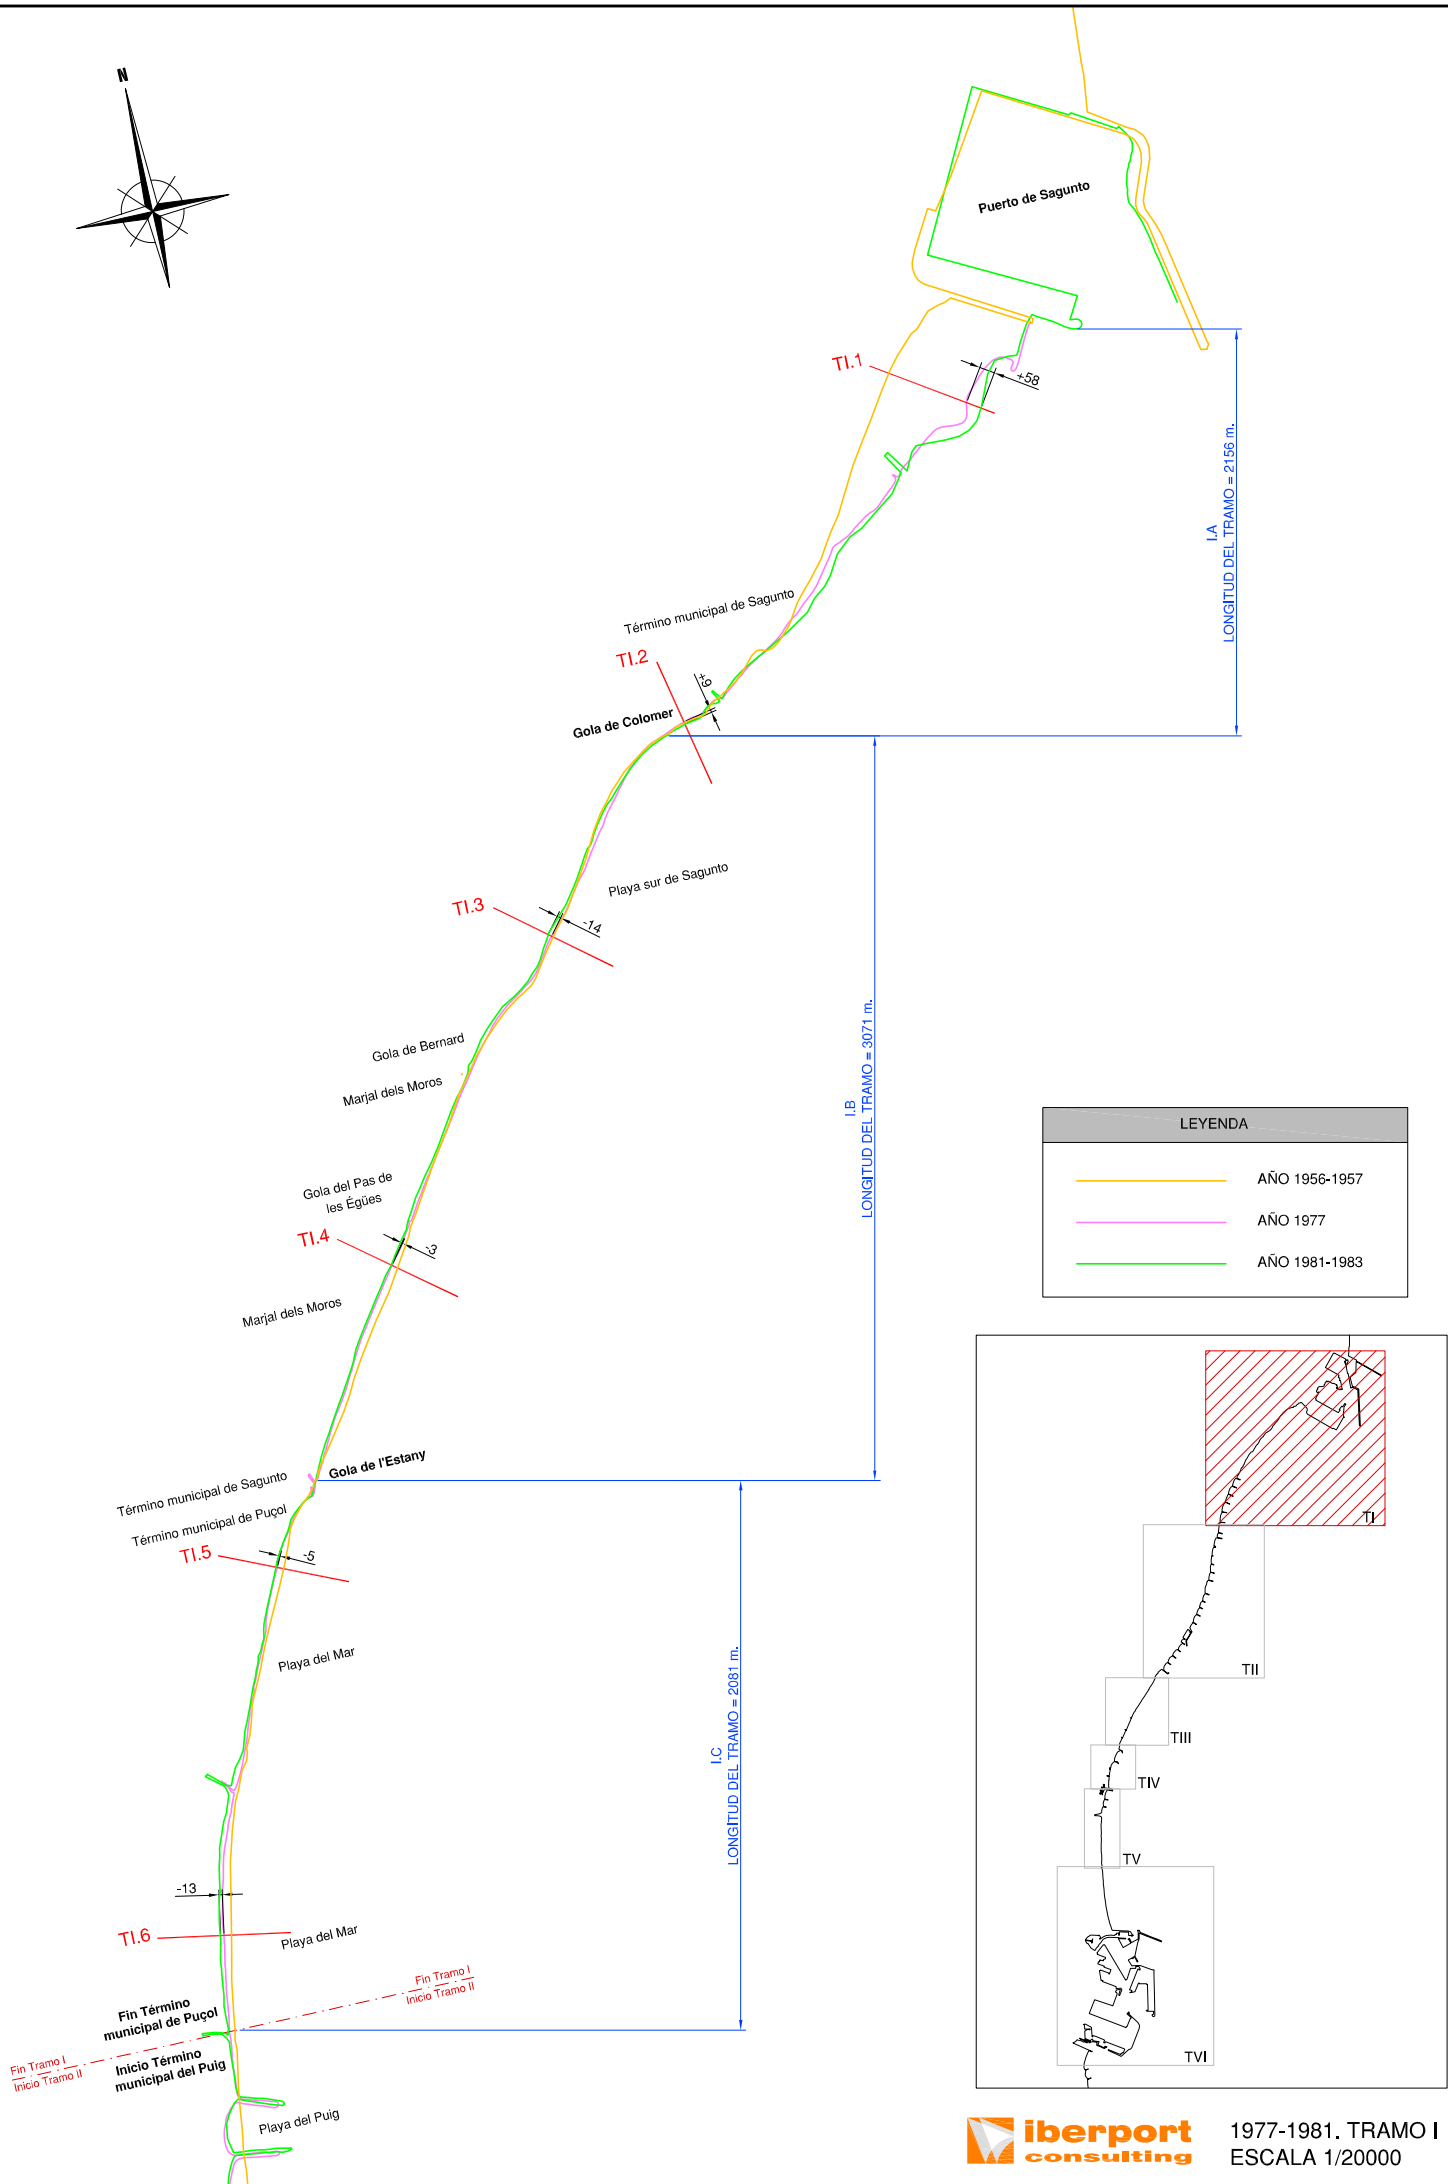 N
Puerto de Sagunto
TI.1
+58
I.A
LONGITUD DEL TRAMO = 2156 m.
Término municipal de Sagunto
TI.2
+9
Gola de Colomer
Playa sur de Sagunto
TI.3
-14
Gola de Bernard
Marjal dels Moros
I.B
LONGITUD DEL TRAMO = 3071 m.
LEYENDA
AÑO 1956-1957
AÑO 1977
AÑO 1981-1983
Gola del Pas de
les Égües
TI.4
-3
Marjal dels Moros
Gola de l'Estany
Término municipal de Sagunto
Término municipal de Puçol
TI.5
-5
Playa del Mar
I.C
LONGITUD DEL TRAMO = 2081 m.
-13
TI.6
Playa del Mar
Fin Tramo I
Inicio Tramo II
Fin Término
municipal de Puçol
Fin Tramo I
Inicio Tramo II
Inicio Término
municipal del Puig
Playa del Puig
TI
TII
TIII
TIV
TV
TVI
iberport
consulting
1977-1981. TRAMO I
ESCALA 1/20000